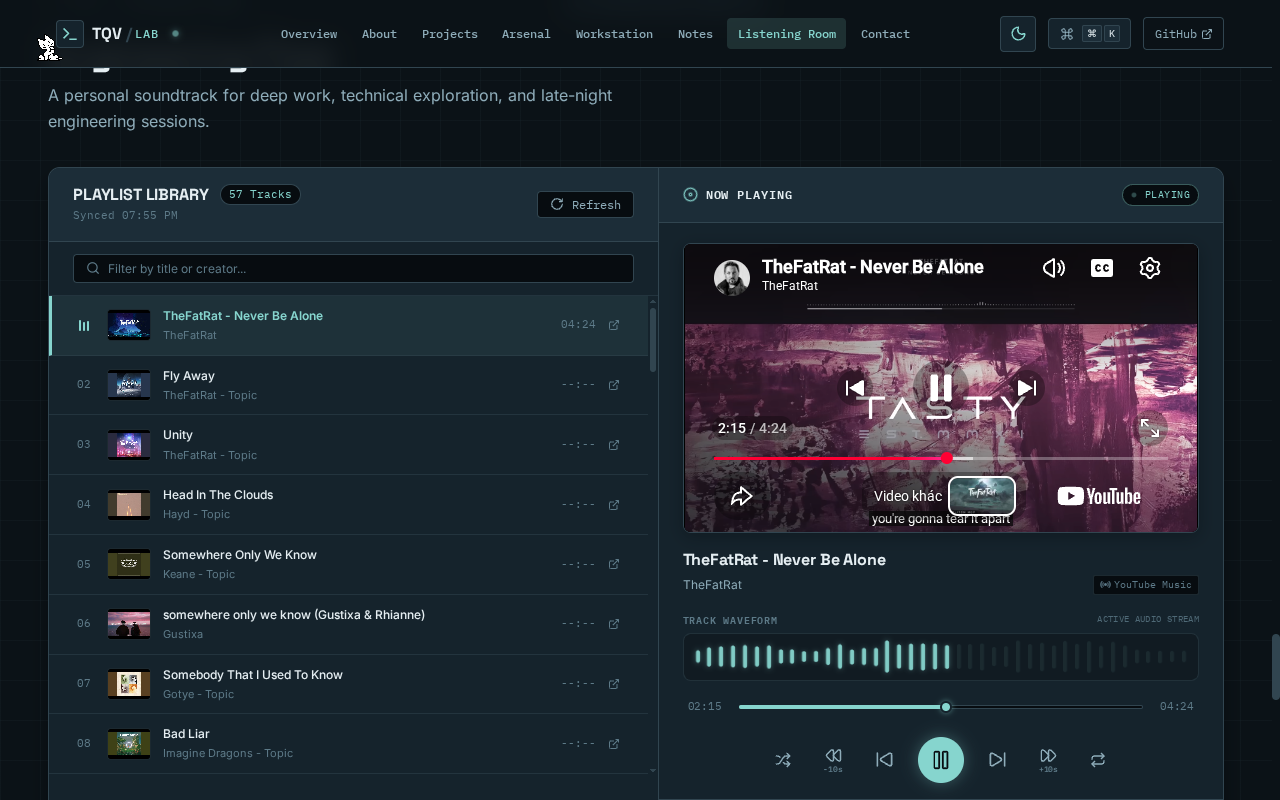 TQV / LAB
Overview
About
Projects
Arsenal
Workstation
Notes
Listening Room
Contact
⌘ ⌘ K
GitHub
A personal soundtrack for deep work, technical exploration, and late-night
engineering sessions.
PLAYLIST LIBRARY
57 Tracks
Synced 07:55 PM
Refresh
Filter by title or creator...
TheFatRat - Never Be Alone
TheFatRat
04:24
02
Fly Away
TheFatRat - Topic
--:--
03
Unity
TheFatRat - Topic
--:--
04
Head In The Clouds
Hayd - Topic
--:--
05
Somewhere Only We Know
Keane - Topic
--:--
06
somewhere only we know (Gustixa & Rhianne)
Gustixa
--:--
07
Somebody That I Used To Know
Gotye - Topic
--:--
08
Bad Liar
Imagine Dragons - Topic
--:--
NOW PLAYING
PLAYING
TheFatRat - Never Be Alone
TheFatRat
CC
TASTY
2:15 / 4:24
Video khác
TheFatRat
YouTube
you're gonna tear it apart
TheFatRat - Never Be Alone
TheFatRat
YouTube Music
TRACK WAVEFORM
ACTIVE AUDIO STREAM
02:15
04:24
-10s
+10s